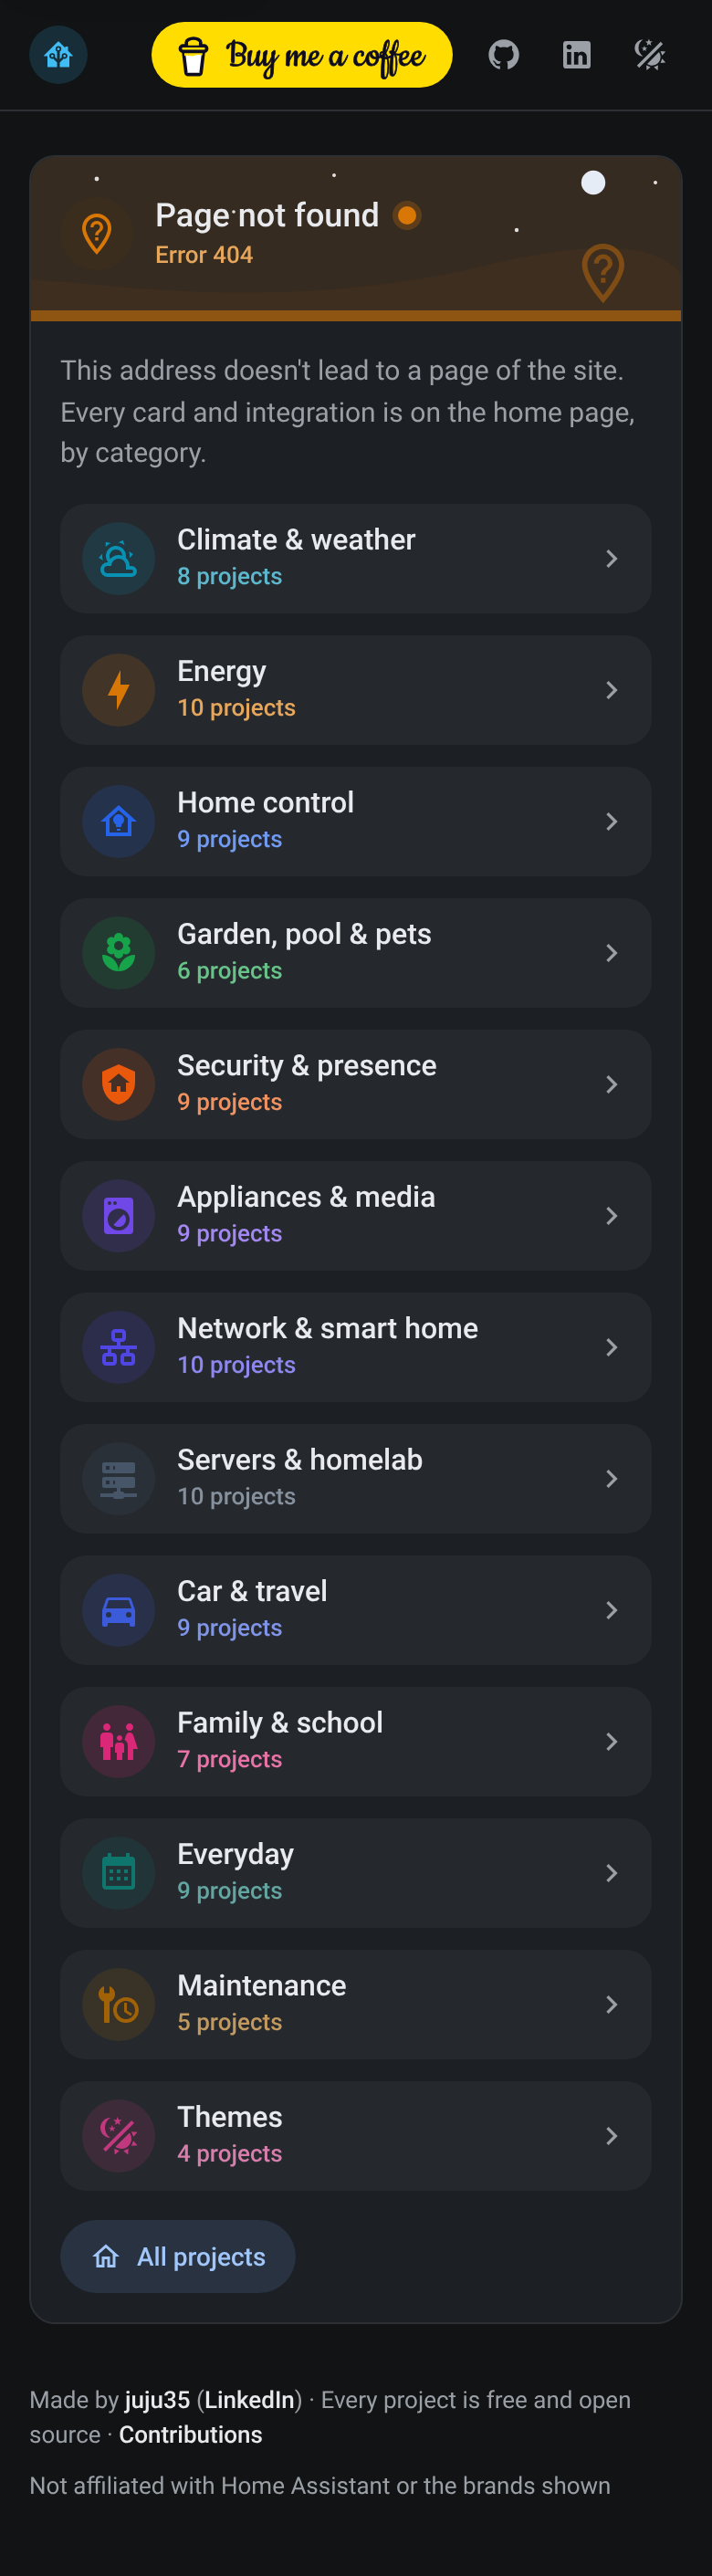 Buy me a coffee
Page not found
Error 404
This address doesn't lead to a page of the site.
Every card and integration is on the home page,
by category.
Climate & weather
8 projects
Energy
10 projects
Home control
9 projects
Garden, pool & pets
6 projects
Security & presence
9 projects
Appliances & media
9 projects
Network & smart home
10 projects
Servers & homelab
10 projects
Car & travel
9 projects
Family & school
7 projects
Everyday
9 projects
Maintenance
5 projects
Themes
4 projects
All projects
Made by juju35 (LinkedIn) · Every project is free and open
source · Contributions
Not affiliated with Home Assistant or the brands shown